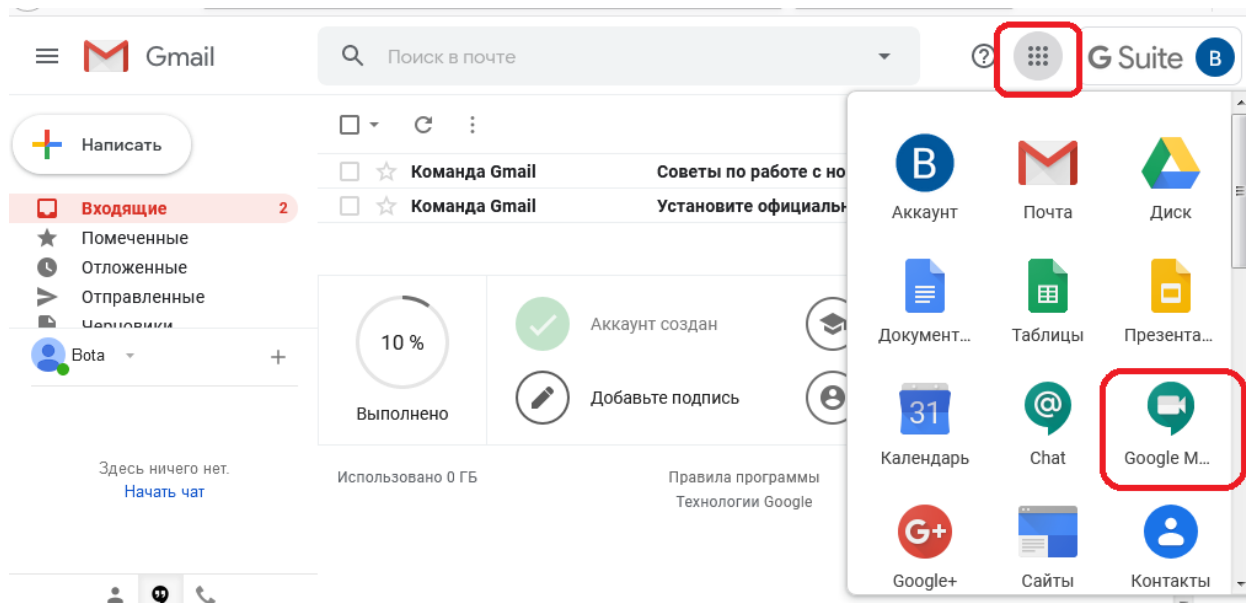 Gmail
Поиск в почте
G Suite B
Написать
Входящие 2
Помеченные
Отложенные
Отправленные
Черновики
Bota
Здесь ничего нет.
Начать чат
Команда Gmail Советы по работе с но
Команда Gmail Установите официальн
10 %
Выполнено
Аккаунт создан
Добавьте подпись
Использовано 0 ГБ
Правила программы
Технологии Google
B
Аккаунт Почта Диск
Документ... Таблицы Презента...
31
Календарь Chat Google M...
G+
Google+ Сайты Контакты